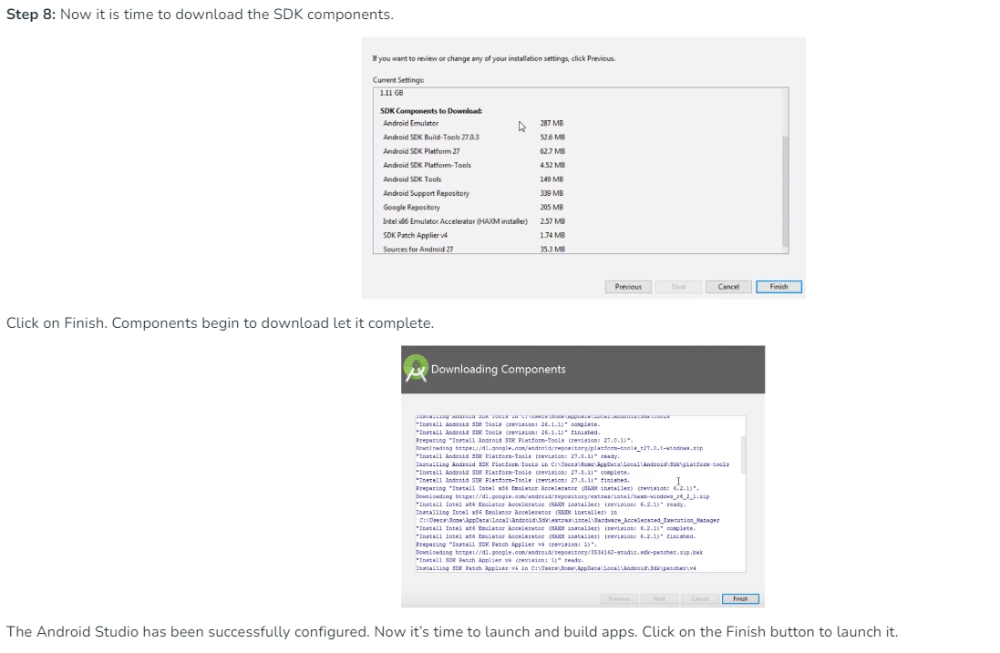 Step 8: Now it is time to download the SDK components.
If you want to review or change any of your installation settings, click Previous.
Current Settings:
1.11 GB
SDK Components to Download:
Android Emulator 287 MB
Android SDK Build-Tools 27.0.3 52.6 MB
Android SDK Platform 27 62.7 MB
Android SDK Platform-Tools 4.52 MB
Android SDK Tools 149 MB
Android Support Repository 339 MB
Google Repository 205 MB
Intel x86 Emulator Accelerator (HAXM installer) 2.57 MB
SDK Patch Applier v4 1.74 MB
Sources for Android 27 35.3 MB
Previous Next Cancel Finish
Click on Finish. Components begin to download let it complete.
Downloading Components
Installing Android SDK Tools in C:\Users\Home\AppData\Local\Android\Sdk\tools
"Install Android SDK Tools (revision: 26.1.1)" complete.
"Install Android SDK Tools (revision: 26.1.1)" finished.
Preparing "Install Android SDK Platform-Tools (revision: 27.0.1)".
Downloading https://dl.google.com/android/repository/platform-tools_r27.0.1-windows.zip
"Install Android SDK Platform-Tools (revision: 27.0.1)" ready.
Installing Android SDK Platform-Tools in C:\Users\Home\AppData\Local\Android\Sdk\platform-tools
"Install Android SDK Platform-Tools (revision: 27.0.1)" complete.
"Install Android SDK Platform-Tools (revision: 27.0.1)" finished.
Preparing "Install Intel x86 Emulator Accelerator (HAXM installer) (revision: 6.2.1)".
Downloading https://dl.google.com/android/repository/extras/intel/haxm-windows_r6_2_1.zip
"Install Intel x86 Emulator Accelerator (HAXM installer) (revision: 6.2.1)" ready.
Installing Intel x86 Emulator Accelerator (HAXM installer) in
C:\Users\Home\AppData\Local\Android\Sdk\extras\intel\Hardware_Accelerated_Execution_Manager
"Install Intel x86 Emulator Accelerator (HAXM installer) (revision: 6.2.1)" complete.
"Install Intel x86 Emulator Accelerator (HAXM installer) (revision: 6.2.1)" finished.
Preparing "Install SDK Patch Applier v4 (revision: 1)".
Downloading https://dl.google.com/android/repository/3534162-studio.sdk-patcher.zip.bak
"Install SDK Patch Applier v4 (revision: 1)" ready.
Installing SDK Patch Applier v4 in C:\Users\Home\AppData\Local\Android\Sdk\patcher\v4
Previous Next Cancel Finish
The Android Studio has been successfully configured. Now it's time to launch and build apps. Click on the Finish button to launch it.